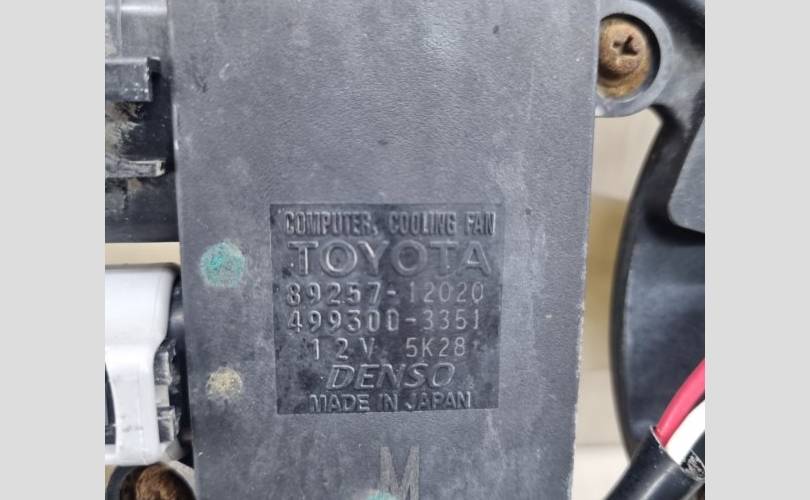 COMPUTER, COOLING FAN
TOYOTA
89257-12020
499300-3351
12V 5K28
DENSO
MADE IN JAPAN
M